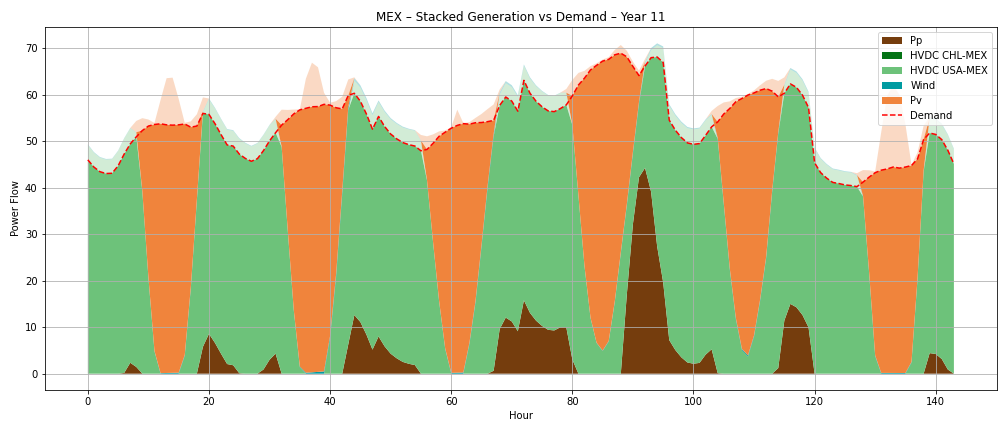 MEX – Stacked Generation vs Demand – Year 11
Pp
HVDC CHL-MEX
HVDC USA-MEX
Wind
Pv
Demand
Power Flow
70
60
50
40
30
20
10
0
0 20 40 60 80 100 120 140
Hour